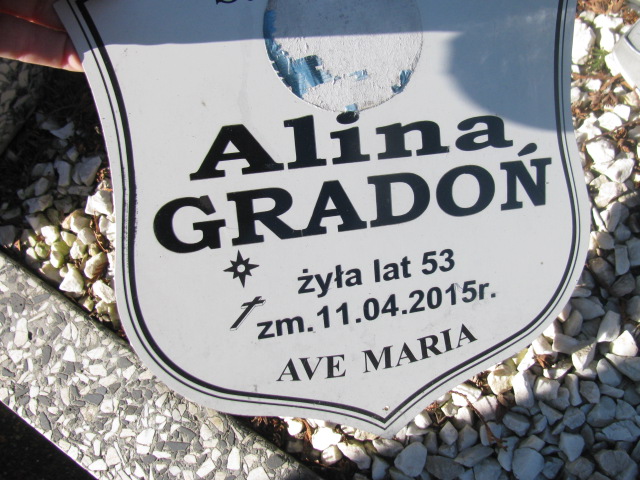 Alina
GRADOŃ
żyła lat 53
zm.11.04.2015r.
AVE MARIA